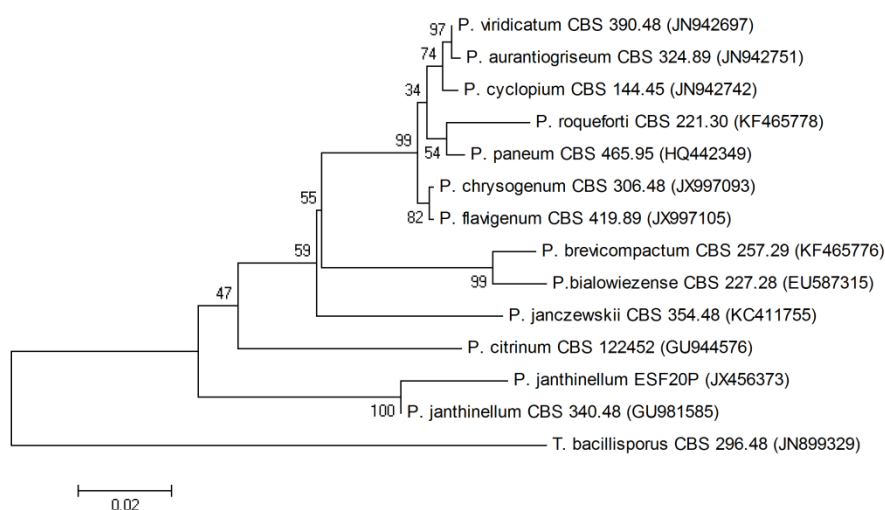 97
P. viridicatum CBS 390.48 (JN942697)
74
P. aurantiogriseum CBS 324.89 (JN942751)
34
P. cyclopium CBS 144.45 (JN942742)
99
P. roqueforti CBS 221.30 (KF465778)
54
P. paneum CBS 465.95 (HQ442349)
55
P. chrysogenum CBS 306.48 (JX997093)
82
P. flavigenum CBS 419.89 (JX997105)
59
P. brevicompactum CBS 257.29 (KF465776)
99
P.bialowiezense CBS 227.28 (EU587315)
47
P. janczewskii CBS 354.48 (KC411755)
P. citrinum CBS 122452 (GU944576)
P. janthinellum ESF20P (JX456373)
100
P. janthinellum CBS 340.48 (GU981585)
T. bacillisporus CBS 296.48 (JN899329)
0.02